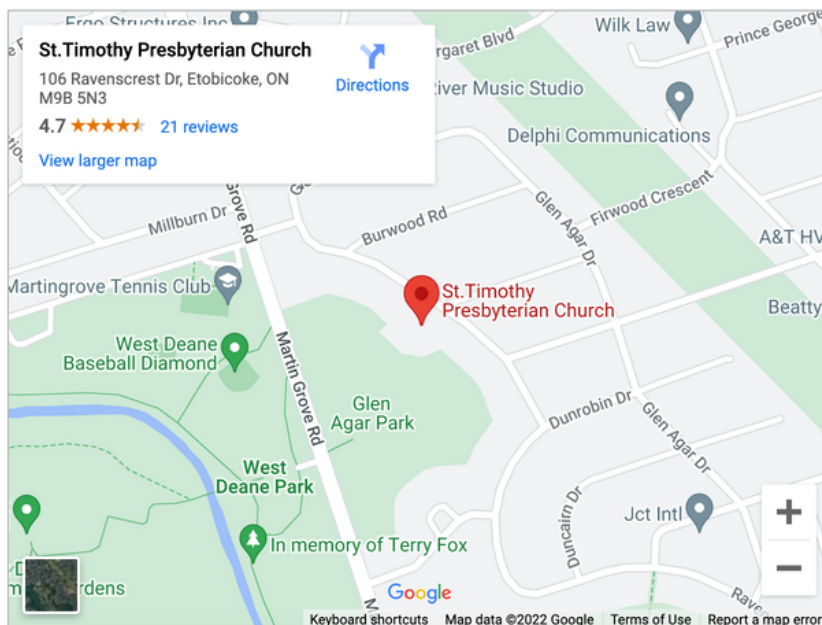 Ergo Structures Inc
St.Timothy Presbyterian Church
106 Ravenscrest Dr, Etobicoke, ON
M9B 5N3
4.7
21 reviews
View larger map
Directions
Wilk Law
Prince George
garet Blvd
River Music Studio
Delphi Communications
Glen Agar Dr
Firwood Crescent
Burwood Rd
Millburn Dr
Grove Rd
A&T HV
Martingrove Tennis Club
St.Timothy
Presbyterian Church
Beatty
West Deane
Baseball Diamond
Martin Grove Rd
Glen
Agar Park
Dunrobin Dr
Glen Agar Dr
West
Deane Park
Duncairn Dr
Jct Intl
In memory of Terry Fox
D
m
rdens
Google
M
Raven
+
−
Keyboard shortcuts
Map data ©2022 Google
Terms of Use
Report a map error